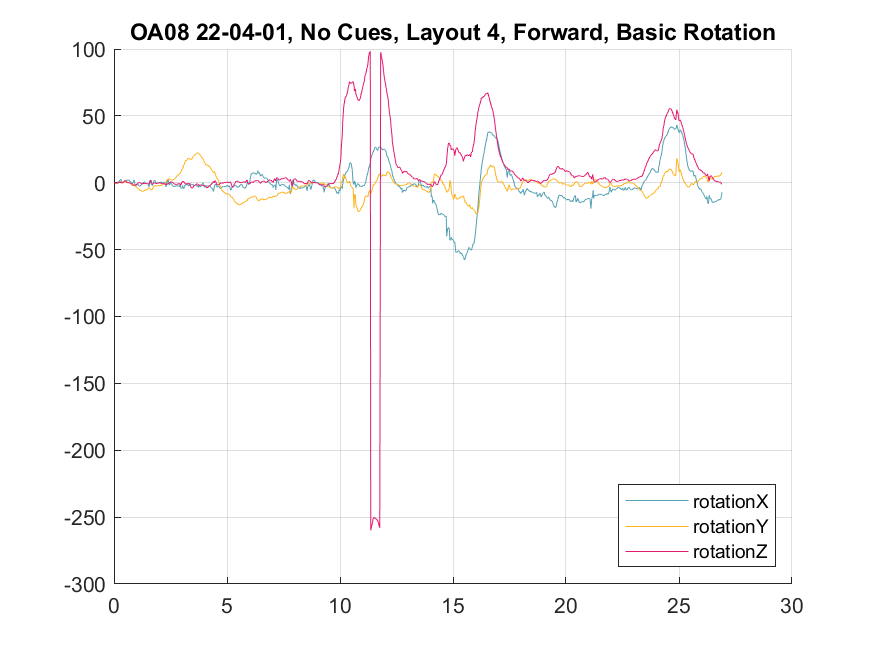 OA08 22-04-01, No Cues, Layout 4, Forward, Basic Rotation
100
50
0
-50
-100
-150
-200
-250
-300
0 5 10 15 20 25 30
rotationX
rotationY
rotationZ